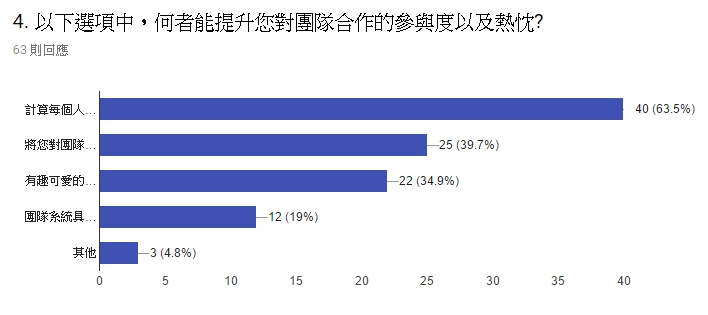 4. 以下選項中，何者能提升您對團隊合作的參與度以及熱忱?
63 則回應
計算每個人...
40 (63.5%)
將您對團隊...
25 (39.7%)
有趣可愛的...
22 (34.9%)
團隊系統具...
12 (19%)
其他
3 (4.8%)
0 5 10 15 20 25 30 35 40